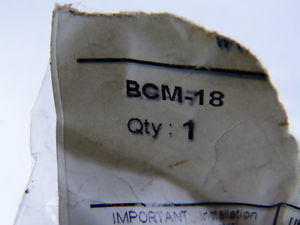 BCM-18
Qty : 1
IMPORTANT Installation